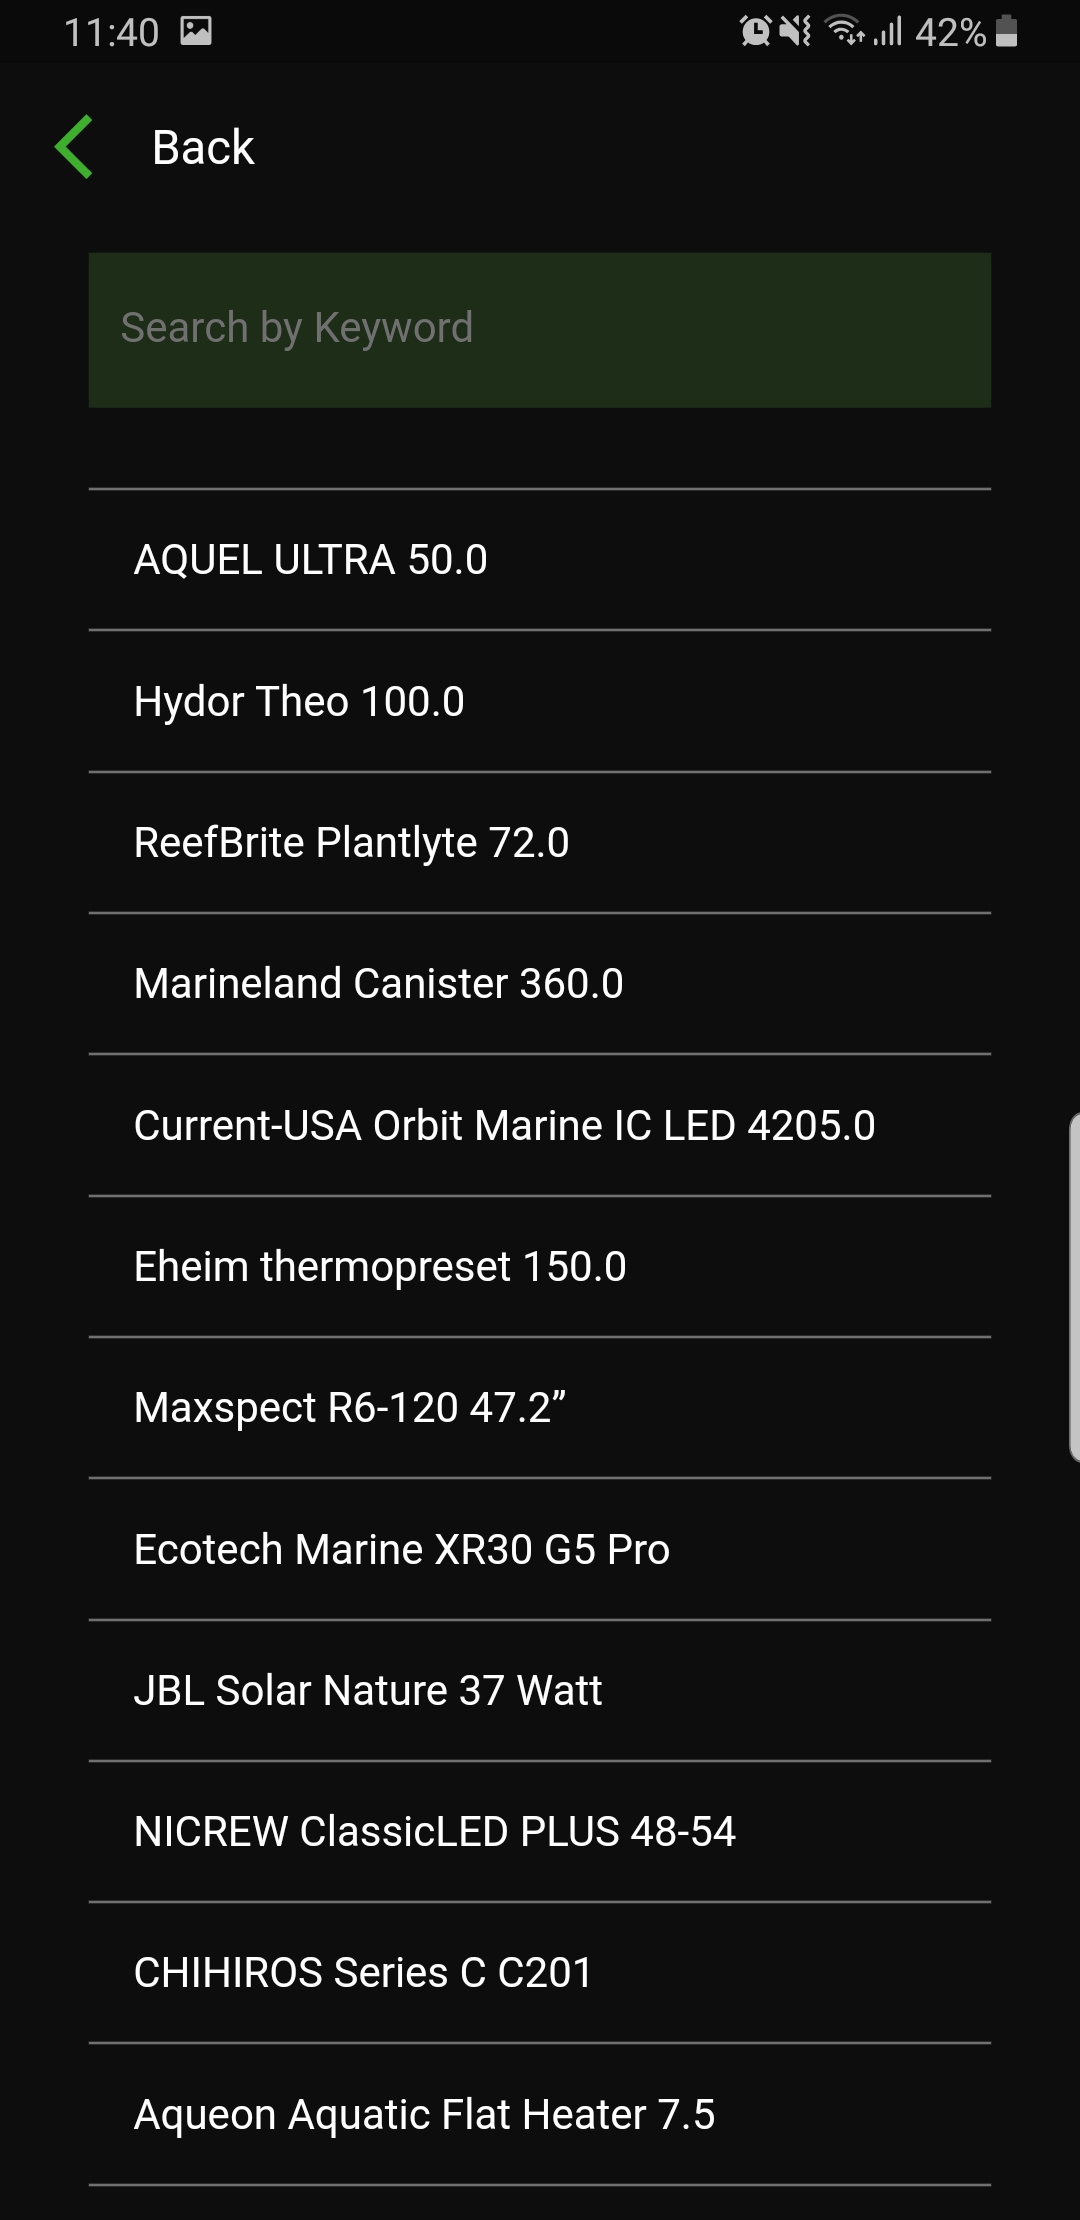 11:40
42%
Back
Search by Keyword
AQUEL ULTRA 50.0
Hydor Theo 100.0
ReefBrite Plantlyte 72.0
Marineland Canister 360.0
Current-USA Orbit Marine IC LED 4205.0
Eheim thermopreset 150.0
Maxspect R6-120 47.2”
Ecotech Marine XR30 G5 Pro
JBL Solar Nature 37 Watt
NICREW ClassicLED PLUS 48-54
CHIHIROS Series C C201
Aqueon Aquatic Flat Heater 7.5